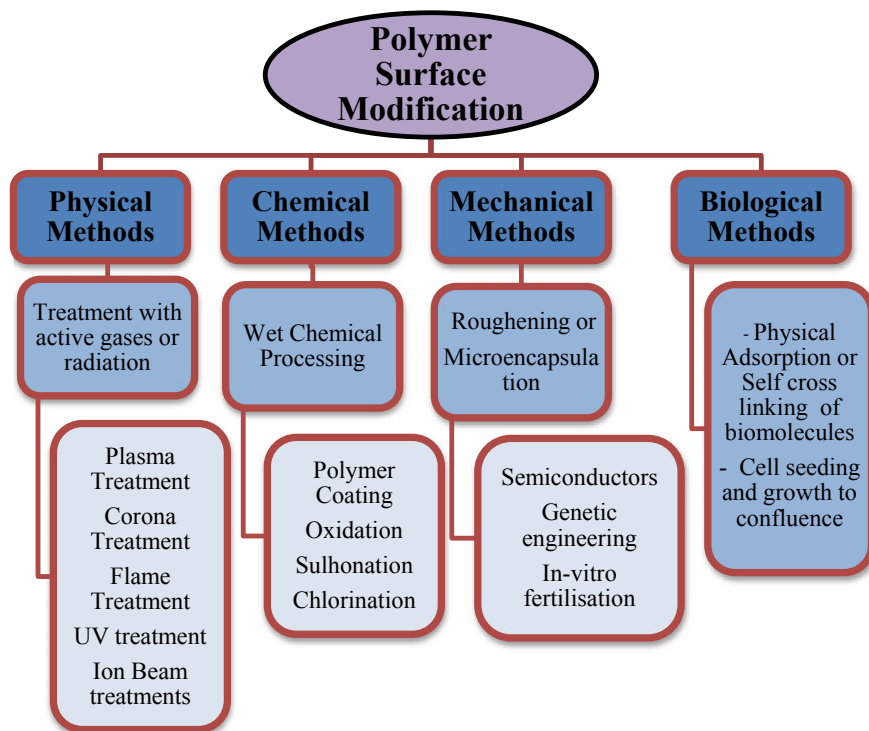 Polymer
Surface
Modification
Physical
Methods
Chemical
Methods
Mechanical
Methods
Biological
Methods
Treatment with
active gases or
radiation
Wet Chemical
Processing
Roughening or
Microencapsula
tion
- Physical
Adsorption or
Self cross
linking of
biomolecules
- Cell seeding
and growth to
confluence
Plasma
Treatment
Corona
Treatment
Flame
Treatment
UV treatment
Ion Beam
treatments
Polymer
Coating
Oxidation
Sulhonation
Chlorination
Semiconductors
Genetic
engineering
In-vitro
fertilisation